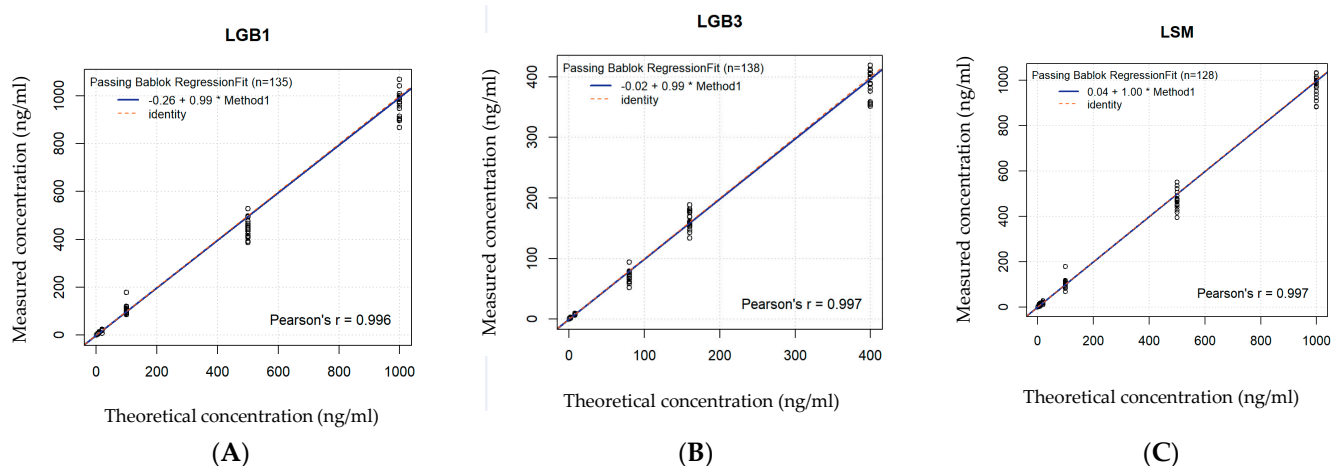 LGB1
Passing Bablok RegressionFit (n=135)
-0.26 + 0.99 * Method1
identity
Pearson's r = 0.996
Measured concentration (ng/ml)
0
200
400
600
800
1000
0
200
400
600
800
1000
Theoretical concentration (ng/ml)
(A)
LGB3
Passing Bablok RegressionFit (n=138)
-0.02 + 0.99 * Method1
identity
Pearson's r = 0.997
Measured concentration (ng/ml)
0
100
200
300
400
0
100
200
300
400
Theoretical concentration (ng/ml)
(B)
LSM
Passing Bablok RegressionFit (n=128)
0.04 + 1.00 * Method1
identity
Pearson's r = 0.997
Measured concentration (ng/ml)
0
200
400
600
800
1000
0
200
400
600
800
1000
Theoretical concentration (ng/ml)
(C)